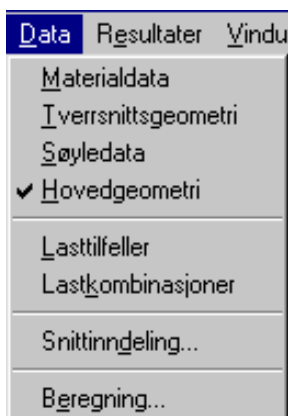 Data Resultater Vindu
Materialdata
Tverrsnittsgeometri
Søyledata
Hovedgeometri
Lasttilfeller
Lastkombinasjoner
Snittinndeling...
Beregning...